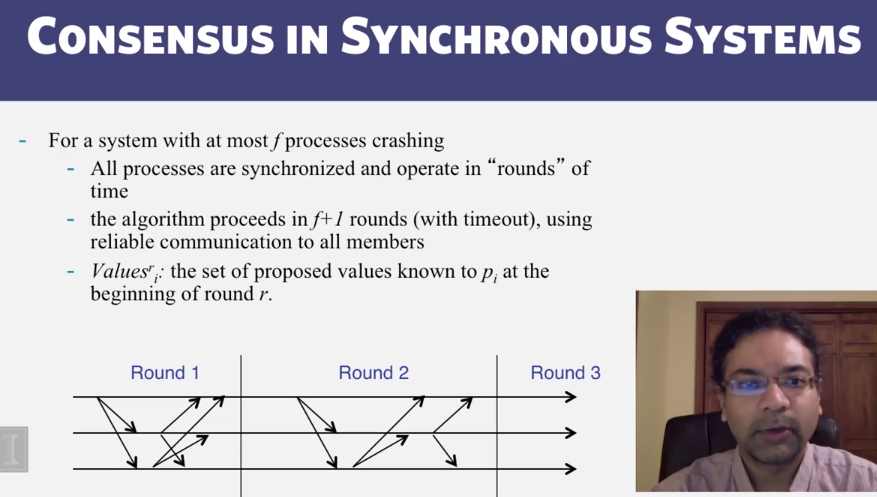 CONSENSUS IN SYNCHRONOUS SYSTEMS
- For a system with at most f processes crashing
- All processes are synchronized and operate in “rounds” of
time
- the algorithm proceeds in f+1 rounds (with timeout), using
reliable communication to all members
- Values^r_i: the set of proposed values known to p_i at the
beginning of round r.
Round 1 Round 2 Round 3
I